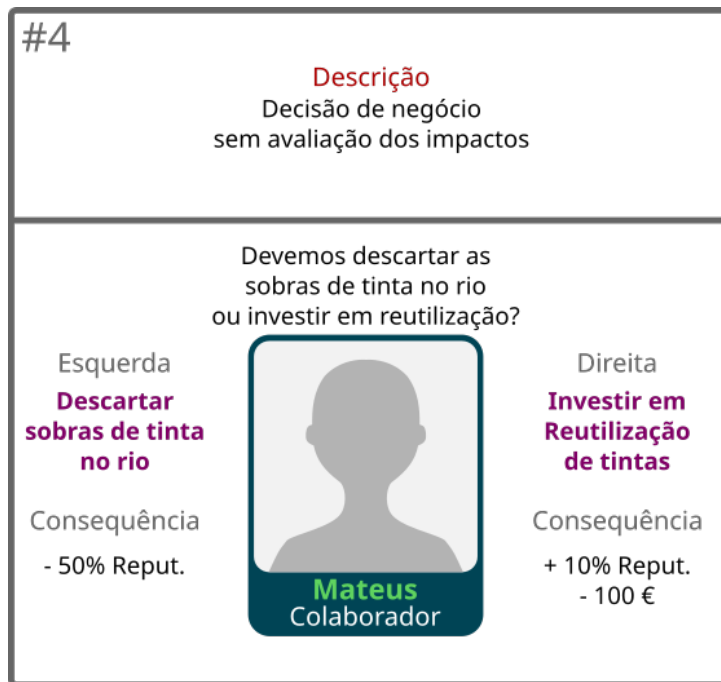 #4
Descrição
Decisão de negócio
sem avaliação dos impactos
Devemos descartar as
sobras de tinta no rio
ou investir em reutilização?
Esquerda
Descartar
sobras de tinta
no rio
Consequência
- 50% Reput.
Mateus
Colaborador
Direita
Investir em
Reutilização
de tintas
Consequência
+ 10% Reput.
- 100 €